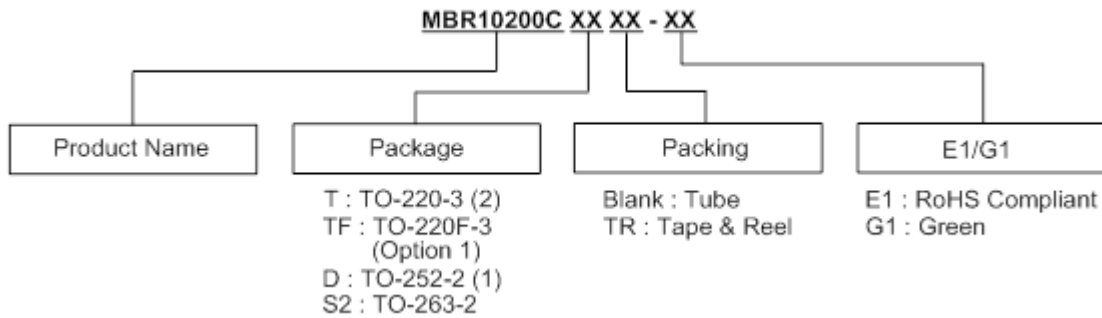 MBR10200C XX XX - XX
Product Name
Package
Packing
E1/G1
T : TO-220-3 (2)
TF : TO-220F-3
(Option 1)
D : TO-252-2 (1)
S2 : TO-263-2
Blank : Tube
TR : Tape & Reel
E1 : RoHS Compliant
G1 : Green